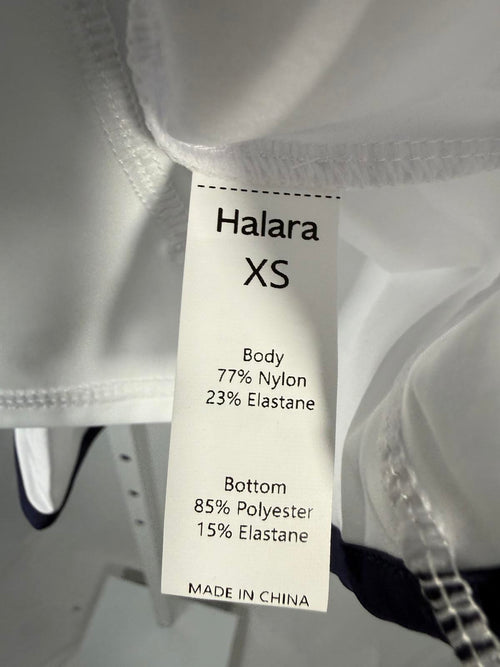 Halara
XS
Body
77% Nylon
23% Elastane
Bottom
85% Polyester
15% Elastane
MADE IN CHINA